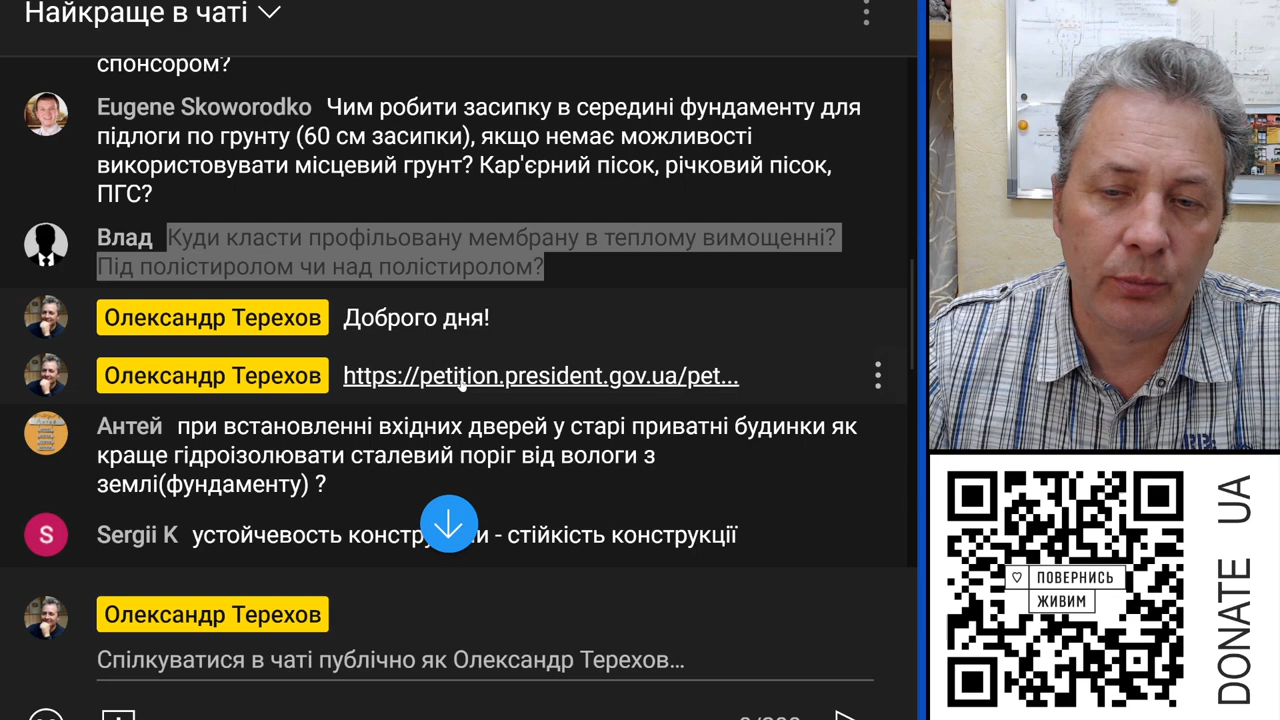 Найкраще в чаті
спонсором?
Eugene Skoworodko Чим робити засипку в середині фундаменту для
підлоги по грунту (60 см засипки), якщо немає можливості
використовувати місцевий грунт? Кар'єрний пісок, річковий пісок,
ПГС?
Влад Куди класти профільовану мембрану в теплому вимощенні?
Під полістиролом чи над полістиролом?
Олександр Терехов Доброго дня!
Олександр Терехов https://petition.president.gov.ua/pet...
Антей при встановленні вхідних дверей у старі приватні будинки як
краще гідроізолювати сталевий поріг від вологи з
землі(фундаменту) ?
S Sergii K устойчевость конструкции - стійкість конструкції
Олександр Терехов
Спілкуватися в чаті публічно як Олександр Терехов...
ПОВЕРНИСЬ
ЖИВИМ
DONATE UA